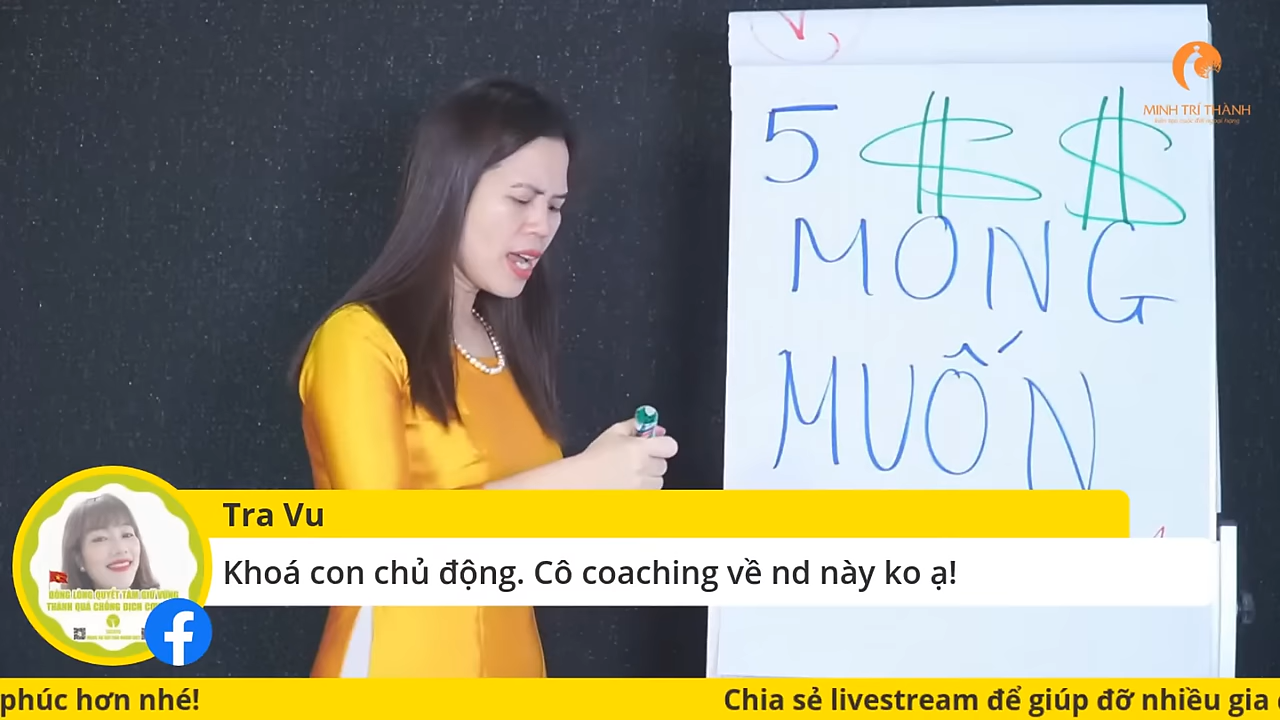 MINH TRÍ THÀNH
5 $ $
MONG
MUỐN
Tra Vu
Khoá con chủ động. Cô coaching về nd này ko ạ!
phúc hơn nhé!
Chia sẻ livestream để giúp đỡ nhiều gia